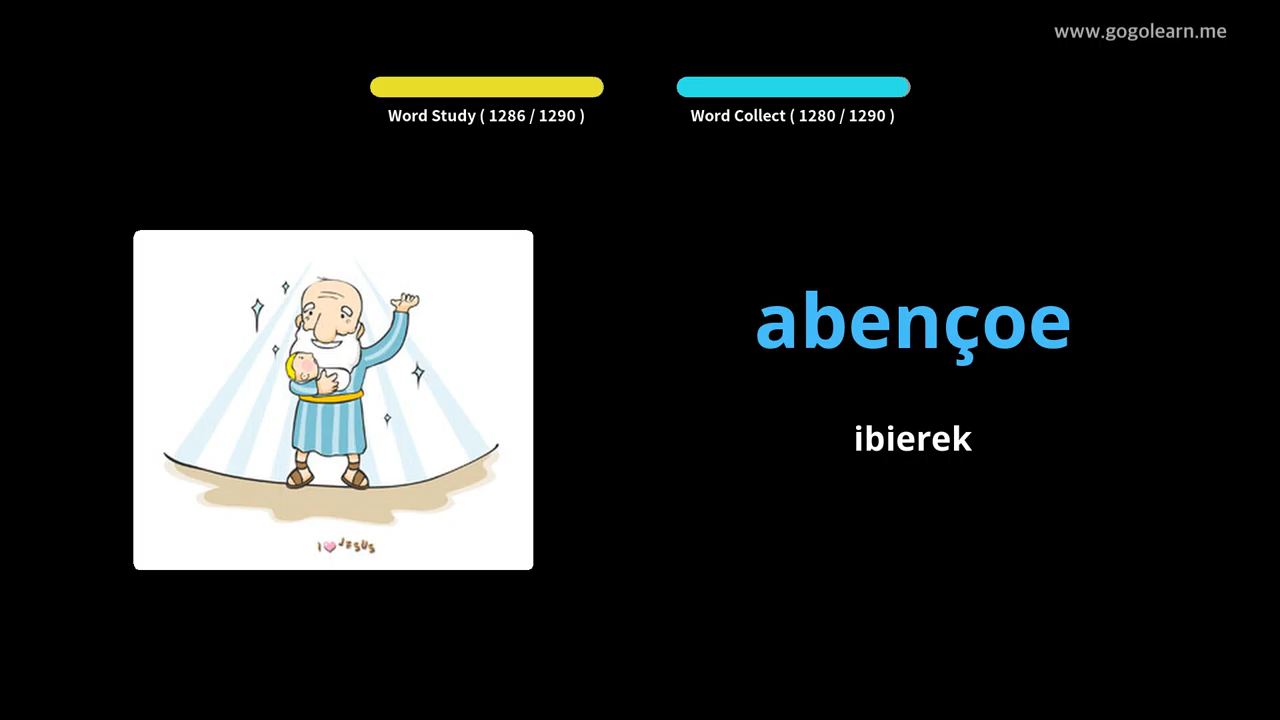 www.gogolearn.me
Word Study ( 1286 / 1290 )
Word Collect ( 1280 / 1290 )
abençoe
ibierek
I JESUS